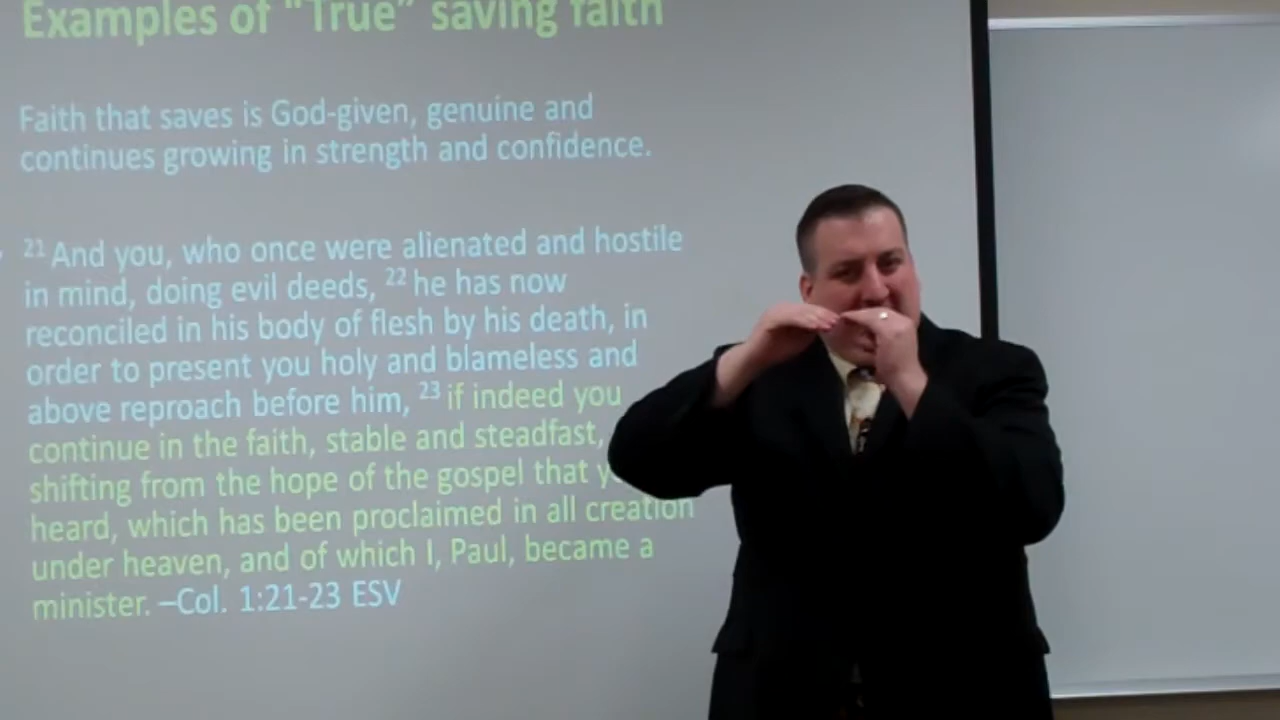 Examples of "True" saving faith
Faith that saves is God-given, genuine and
continues growing in strength and confidence.
21 And you, who once were alienated and hostile
in mind, doing evil deeds, 22 he has now
reconciled in his body of flesh by his death, in
order to present you holy and blameless and
above reproach before him, 23 if indeed you
continue in the faith, stable and steadfast,
shifting from the hope of the gospel that
heard, which has been proclaimed in all creation
under heaven, and of which I, Paul, became a
minister. –Col. 1:21-23 ESV